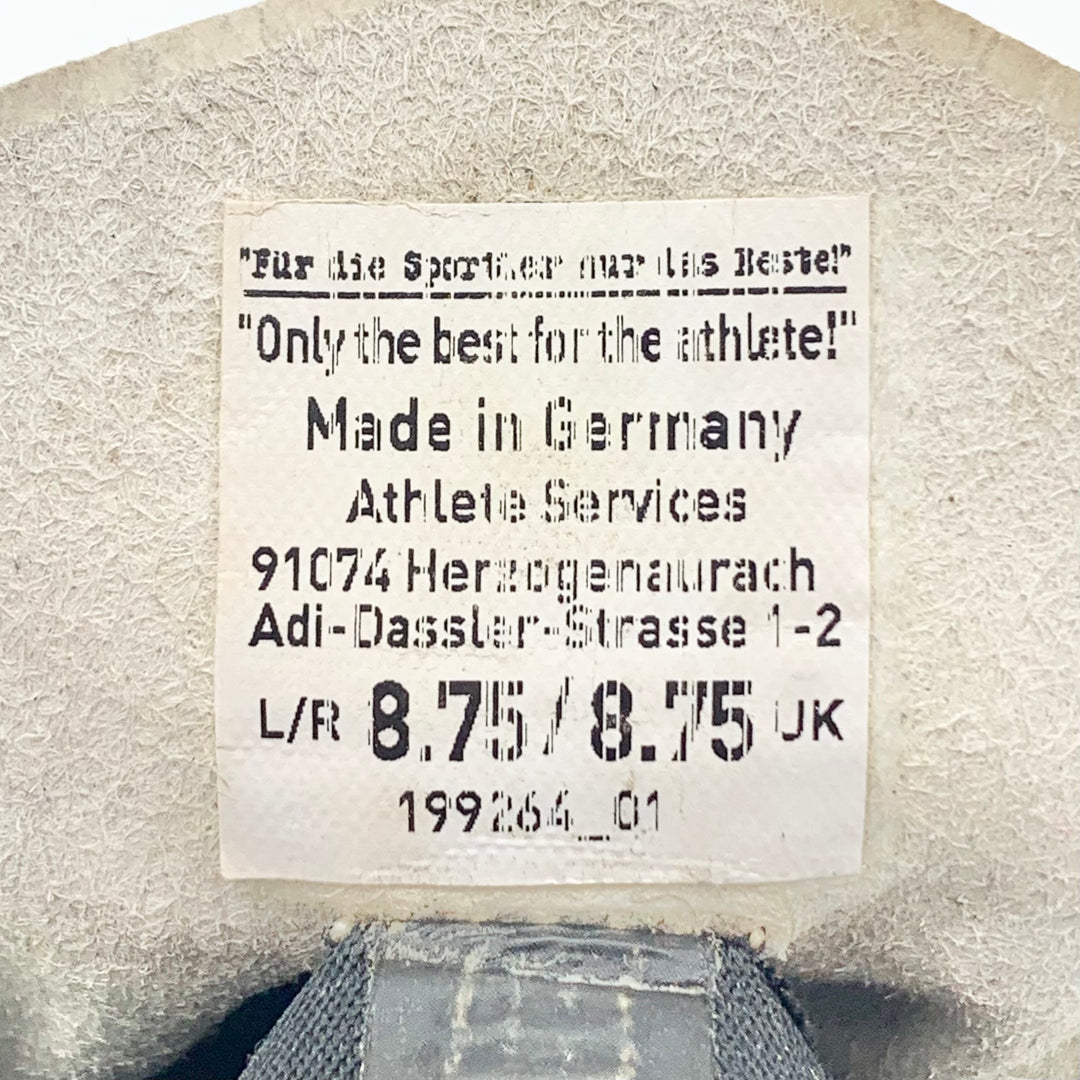 "Für die Sportler nur das Beste!"
"Only the best for the athlete!"
Made in Germany
Athlete Services
91074 Herzogenaurach
Adi-Dassler-Strasse 1-2
L/R 8.75 / 8.75 UK
199264_01